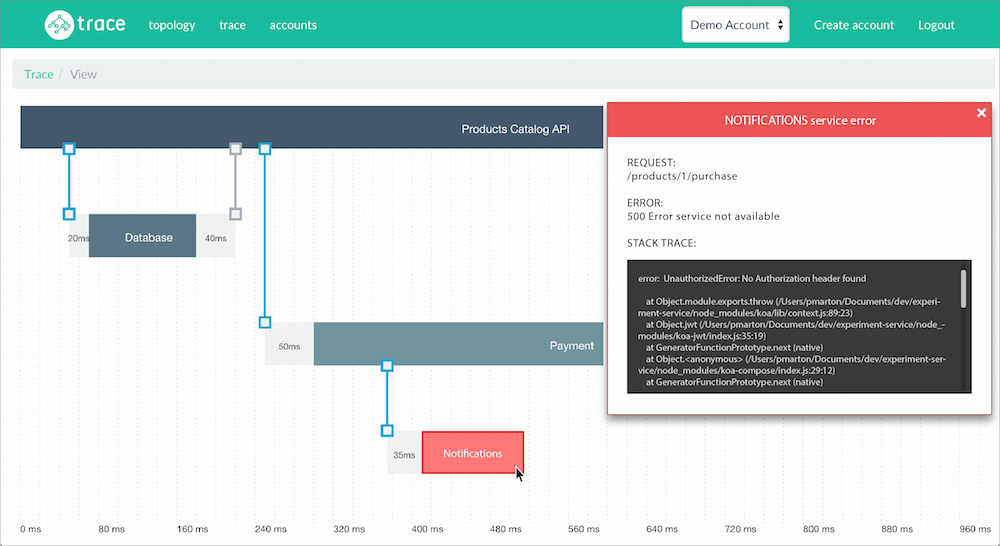 trace
topology trace accounts Demo Account Create account Logout
Trace / View
Products Catalog API
NOTIFICATIONS service error
REQUEST:
/products/1/purchase
ERROR:
500 Error service not available
STACK TRACE:
error: UnauthorizedError: No Authorization header found
at Object.module.exports.throw (/Users/pmarton/Documents/dev/experi-
ment-service/node_modules/koa/lib/context.js:89:23)
at Object.jwt (/Users/pmarton/Documents/dev/experiment-service/node_-
modules/koa-jwt/index.js:35:19)
at GeneratorFunctionPrototype.next (native)
at Object.<anonymous> (/Users/pmarton/Documents/dev/experiment-ser-
vice/node_modules/koa-compose/index.js:29:12)
at GeneratorFunctionPrototype.next (native)
20ms Database 40ms
50ms Payment
35ms Notifications
0 ms 80 ms 160 ms 240 ms 320 ms 400 ms 480 ms 560 ms 640 ms 720 ms 800 ms 880 ms 960 ms